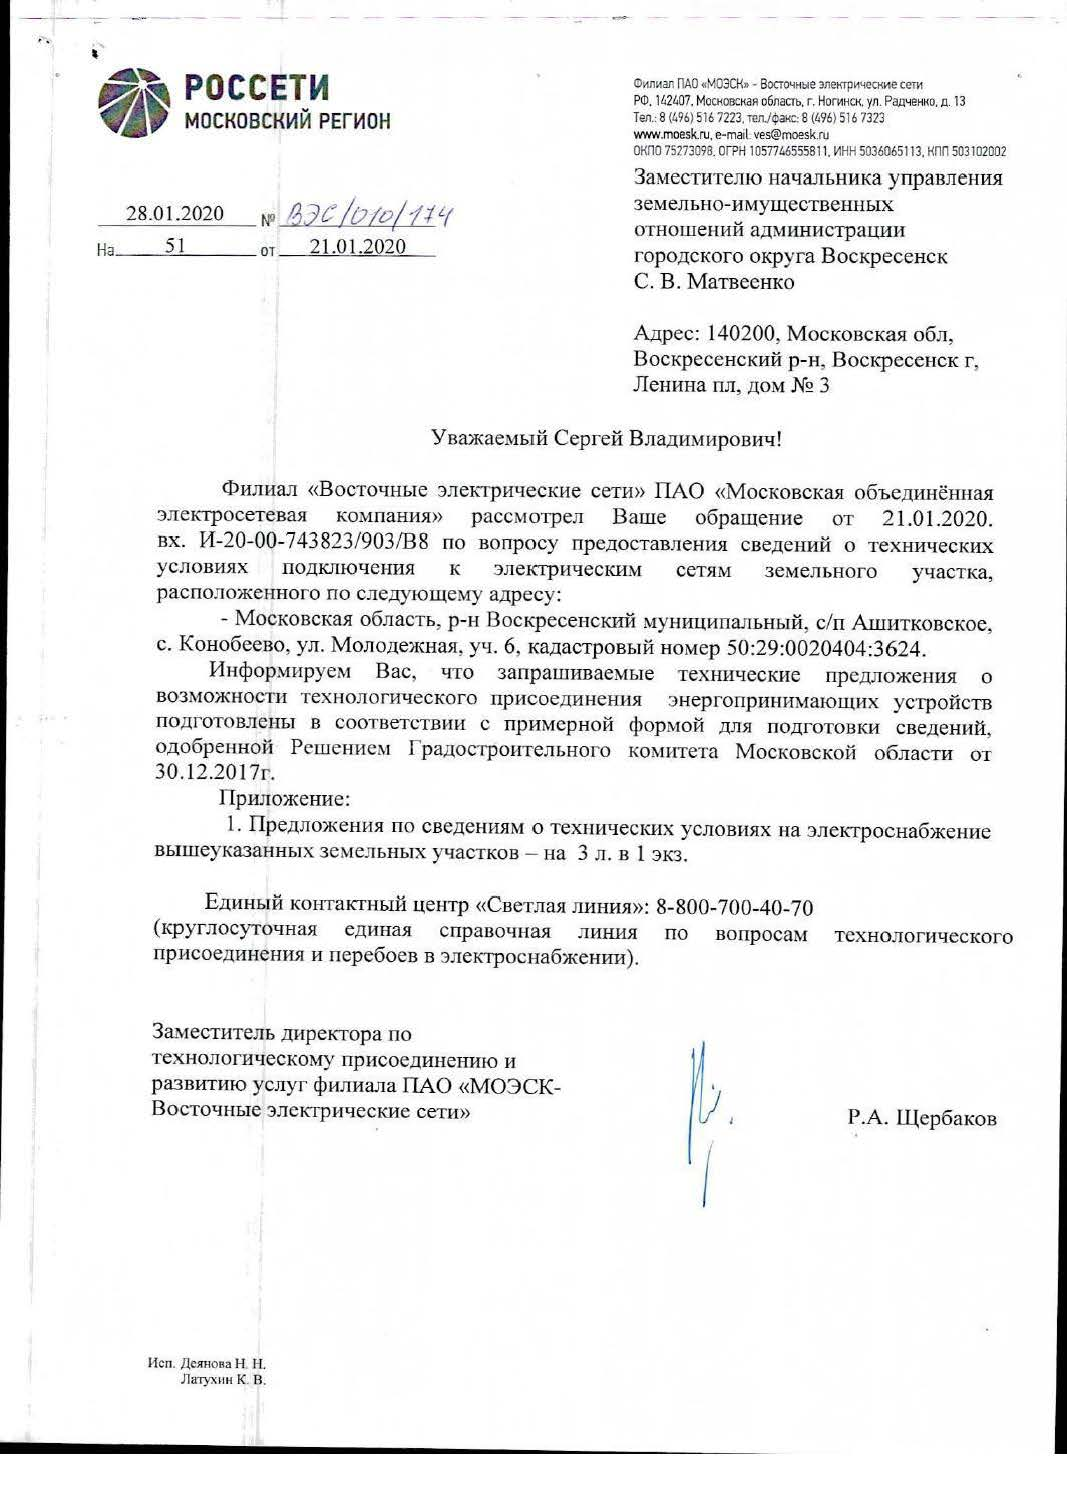 РОССЕТИ
МОСКОВСКИЙ РЕГИОН
Филиал ПАО «МОЭСК» - Восточные электрические сети
РФ, 142407, Московская область, г. Ногинск, ул. Радченко, д. 13
Тел.: 8 (496) 516 7223, тел./факс: 8 (496) 516 7323
www.moesk.ru, e-mail: ves@moesk.ru
ОКПО 75273098, ОГРН 1057746555811, ИНН 5036065113, КПП 503102002
28.01.2020 № ВЭС/010/174
На 51 от 21.01.2020
Заместителю начальника управления
земельно-имущественных
отношений администрации
городского округа Воскресенск
С. В. Матвеенко
Адрес: 140200, Московская обл,
Воскресенский р-н, Воскресенск г,
Ленина пл, дом № 3
Уважаемый Сергей Владимирович!
Филиал «Восточные электрические сети» ПАО «Московская объединённая
электросетевая компания» рассмотрел Ваше обращение от 21.01.2020.
вх. И-20-00-743823/903/В8 по вопросу предоставления сведений о технических
условиях подключения к электрическим сетям земельного участка,
расположенного по следующему адресу:
- Московская область, р-н Воскресенский муниципальный, с/п Ашитковское,
с. Конобеево, ул. Молодежная, уч. 6, кадастровый номер 50:29:0020404:3624.
Информируем Вас, что запрашиваемые технические предложения о
возможности технологического присоединения энергопринимающих устройств
подготовлены в соответствии с примерной формой для подготовки сведений,
одобренной Решением Градостроительного комитета Московской области от
30.12.2017г.
Приложение:
1. Предложения по сведениям о технических условиях на электроснабжение
вышеуказанных земельных участков – на 3 л. в 1 экз.
Единый контактный центр «Светлая линия»: 8-800-700-40-70
(круглосуточная единая справочная линия по вопросам технологического
присоединения и перебоев в электроснабжении).
Заместитель директора по
технологическому присоединению и
развитию услуг филиала ПАО «МОЭСК-
Восточные электрические сети»
Р.А. Щербаков
Исп. Деянова Н. Н.
Латухин К. В.